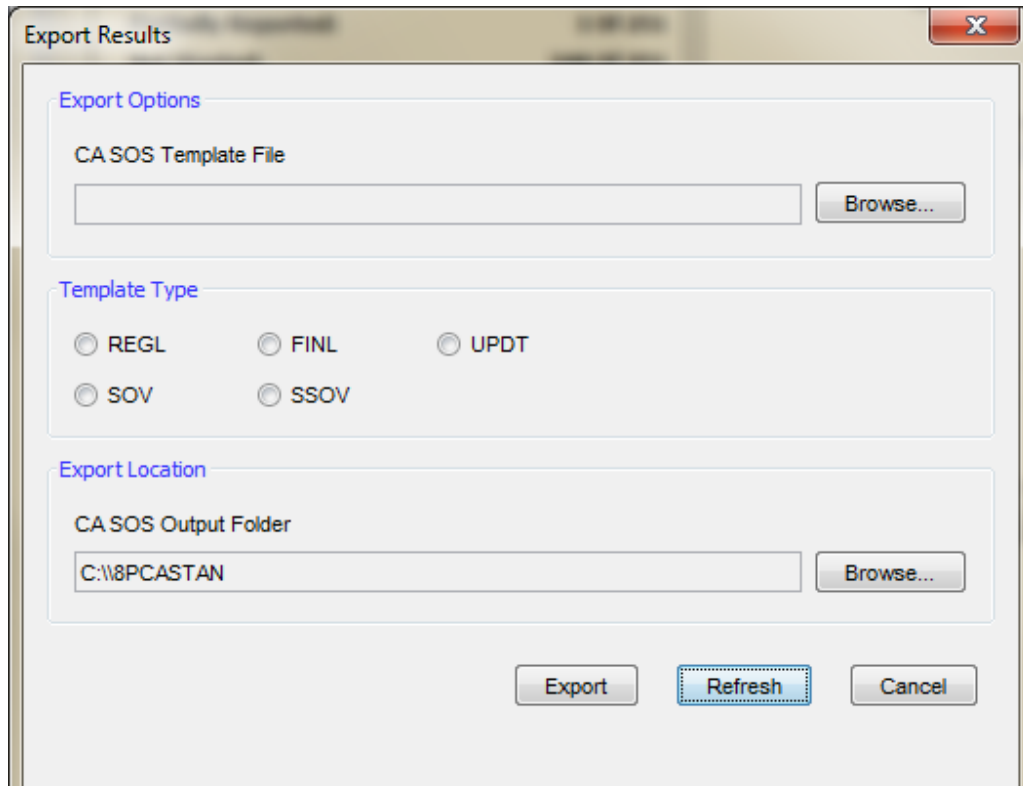 Export Results
Export Options
CA SOS Template File
Browse...
Template Type
REGL FINL UPDT
SOV SSOV
Export Location
CA SOS Output Folder
C:\\8PCASTAN Browse...
Export Refresh Cancel